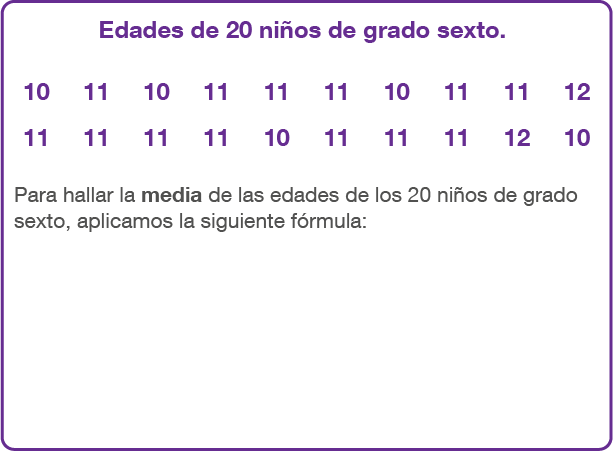 Edades de 20 niños de grado sexto.
10 11 10 11 11 11 10 11 11 12
11 11 11 11 10 11 11 11 12 10
Para hallar la media de las edades de los 20 niños de grado
sexto, aplicamos la siguiente fórmula: